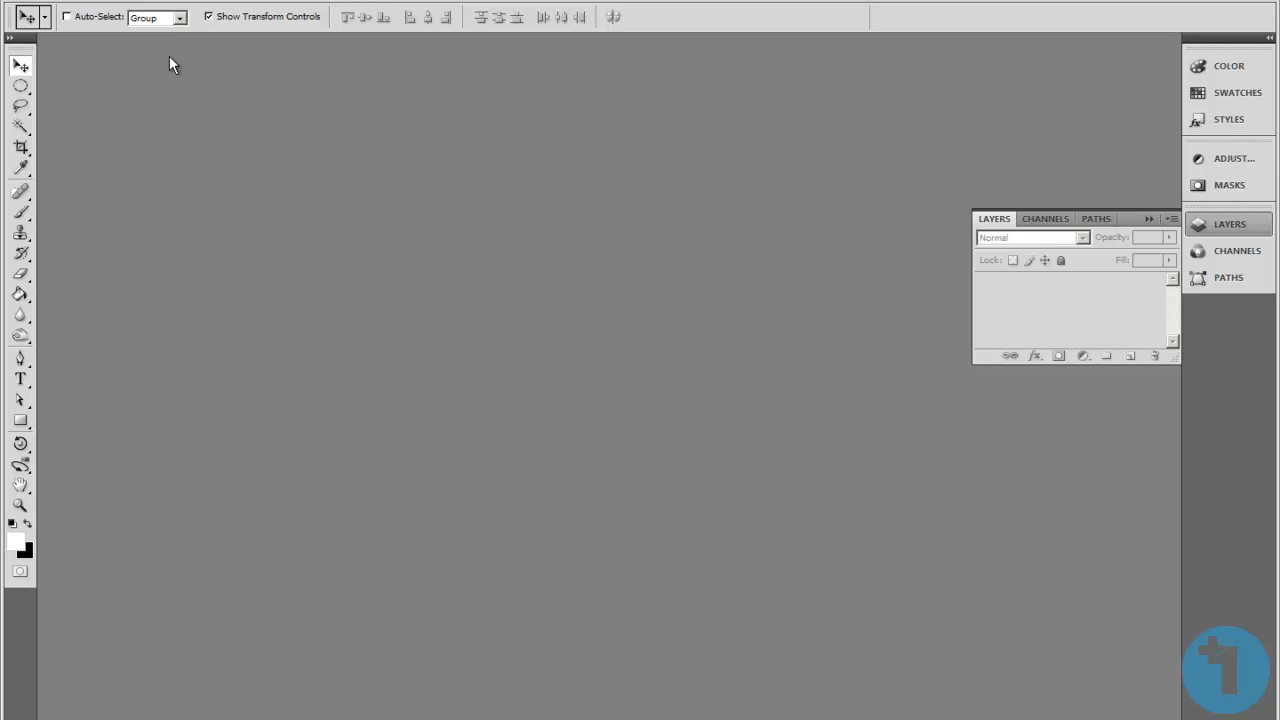 Auto-Select: Group Show Transform Controls
COLOR
SWATCHES
STYLES
ADJUST...
MASKS
LAYERS
CHANNELS
PATHS
LAYERS CHANNELS PATHS
Normal Opacity:
Lock: Fill:
+1